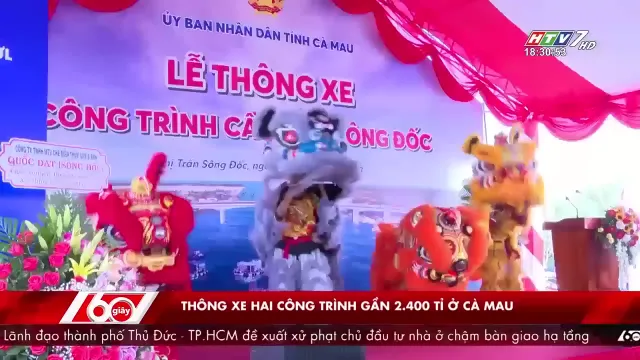 ỦY BAN NHÂN DÂN TỈNH CÀ MAU
LỄ THÔNG XE
CÔNG TRÌNH CẦ ÔNG ĐỐC
Trần Sông Đốc, ng
QUỐC ĐẠT (SÔNG
HTV7 HD
18:30:53
60 giây
THÔNG XE HAI CÔNG TRÌNH GẦN 2.400 TỈ Ở CÀ MAU
Lãnh đạo thành phố Thủ Đức - TP.HCM đề xuất xử phạt chủ đầu tư nhà ở chậm bàn giao hạ tầng